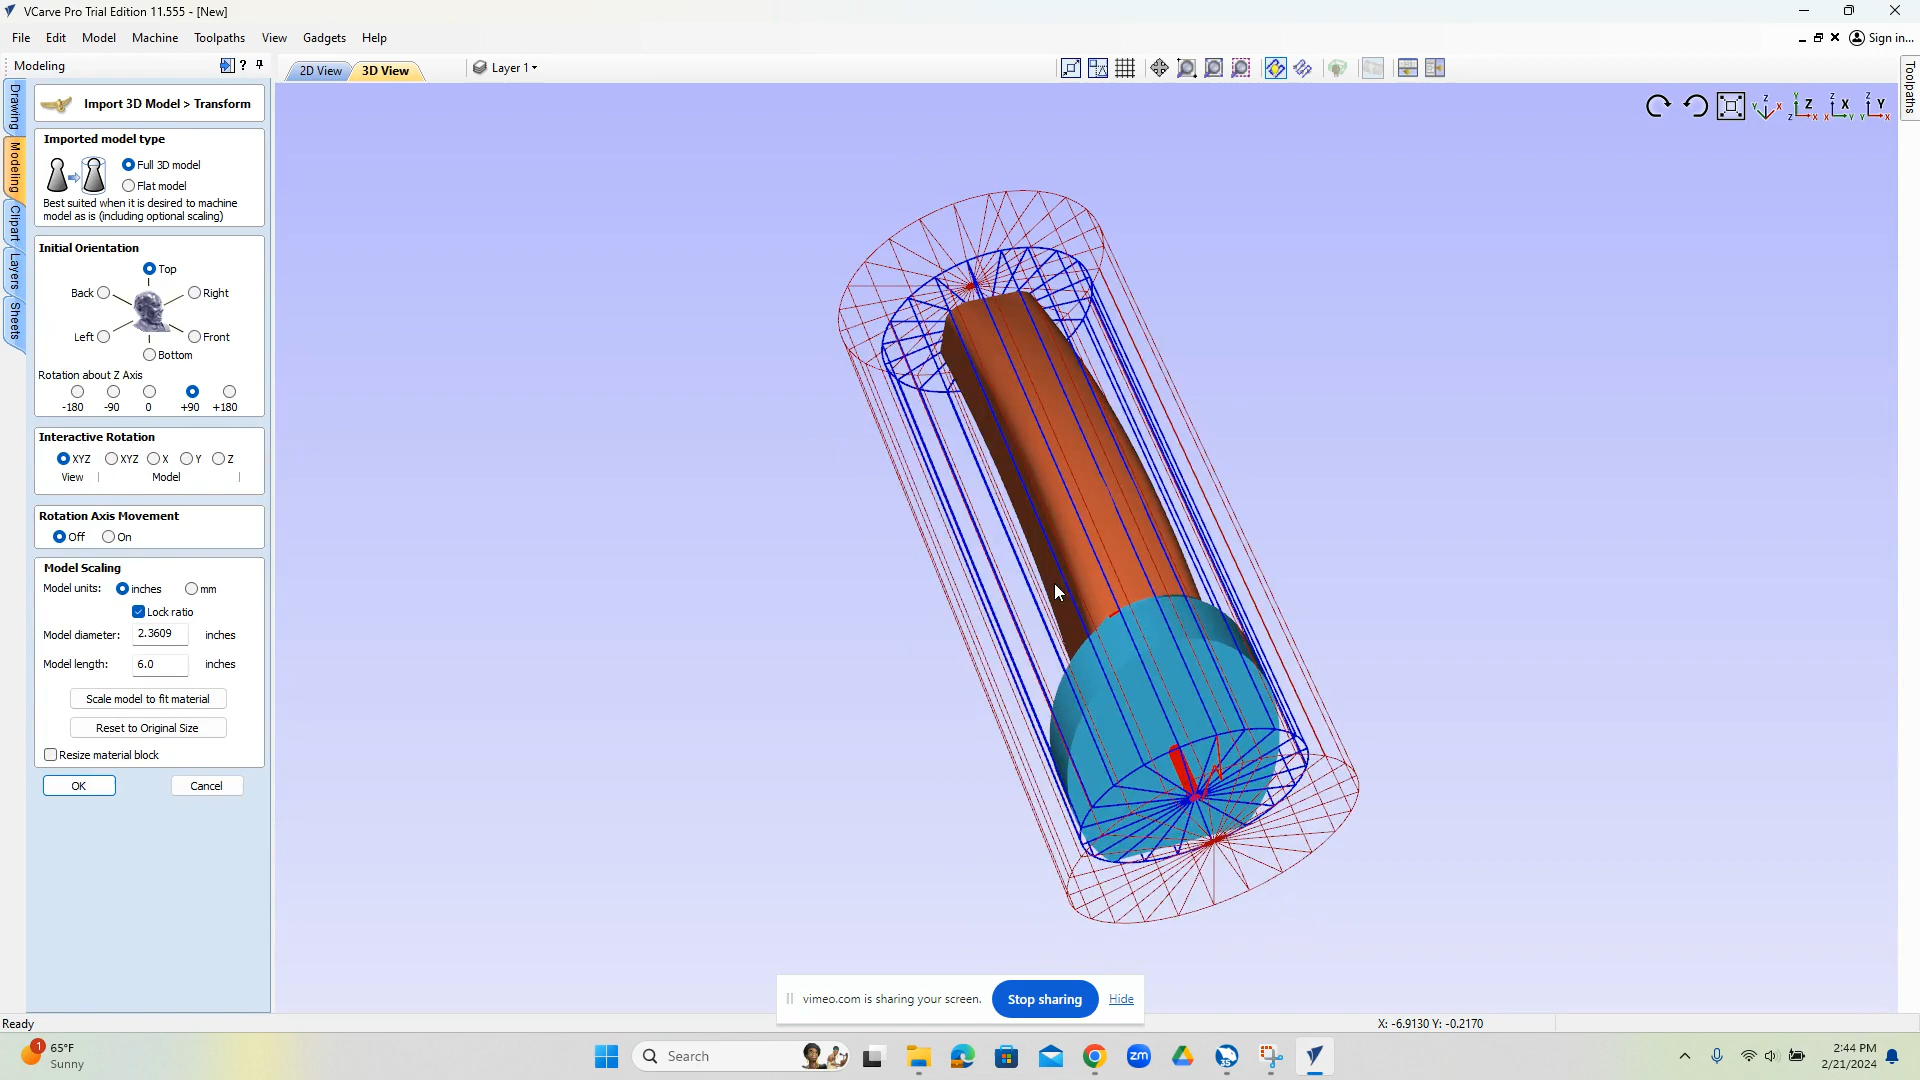 VCarve Pro Trial Edition 11.555 - [New]
File Edit Model Machine Toolpaths View Gadgets Help
Sign in...
Modeling
?
2D View
3D View
Layer 1
Toolpaths
Drawing
Modeling
Clipart
Layers
Sheets
Import 3D Model > Transform
Imported model type
Full 3D model
Flat model
Best suited when it is desired to machine
model as is (including optional scaling)
Initial Orientation
Top
Back
Right
Left
Front
Bottom
Rotation about Z Axis
-180 -90 0 +90 +180
Interactive Rotation
XYZ XYZ X Y Z
View | Model |
Rotation Axis Movement
Off On
Model Scaling
Model units: inches mm
Lock ratio
Model diameter: 2.3609 inches
Model length: 6.0 inches
Scale model to fit material
Reset to Original Size
Resize material block
OK Cancel
Z Y X
Y Z Z X
Z X X Y
Z Y Y X
vimeo.com is sharing your screen. Stop sharing Hide
Ready
X: -6.9130 Y: -0.2170
1
65°F
Sunny
Search
zm
35
2:44 PM
2/21/2024